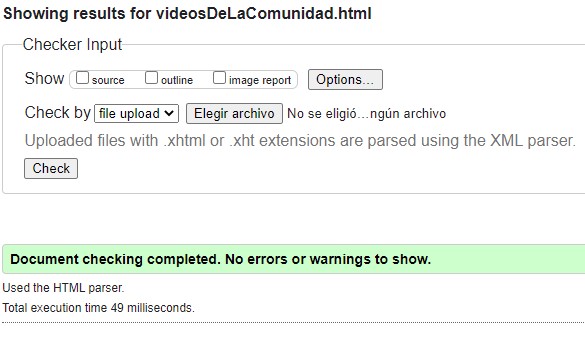 Showing results for videosDeLaComunidad.html
Checker Input
Show source outline image report Options...
Check by file upload Elegir archivo No se eligió...ngún archivo
Uploaded files with .xhtml or .xht extensions are parsed using the XML parser.
Check
Document checking completed. No errors or warnings to show.
Used the HTML parser.
Total execution time 49 milliseconds.